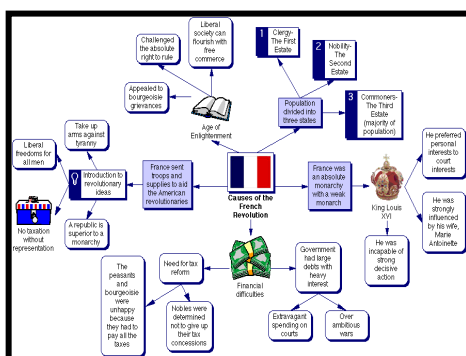 Liberal
society can
flourish with
free
commerce
Challenged
the absolute
right to rule
Appealed to
bourgeoisie
grievances
Age of
Enlightenment
1
Clergy-
The First
Estate
2
Nobility-
The
Second
Estate
3
Commoners-
The Third
Estate
(majority of
population)
Population
divided into
three states
Take up
arms against
tyranny
Liberal
freedoms for
all men
Introduction to
revolutionary
ideas
No taxation
without
representation
A republic is
superior to a
monarchy
France sent
troops and
supplies to aid
the American
revolutionaries
Causes of the
French
Revolution
France was
an absolute
monarchy
with a weak
monarch
King Louis
XVI
He preferred
personal
interests to
court
interests
He was
strongly
influenced by
his wife,
Marie
Antoinette
He was
incapable of
strong
decisive
action
Financial
difficulties
Need for tax
reform
The
peasants and
bourgeoisie
were
unhappy
because they
had to
pay all the
taxes
Nobles were
determined
not to give up
their tax
concessions
Government
had large
debts with
heavy
interest
Extravagant
spending on
courts
Over
ambitious
wars